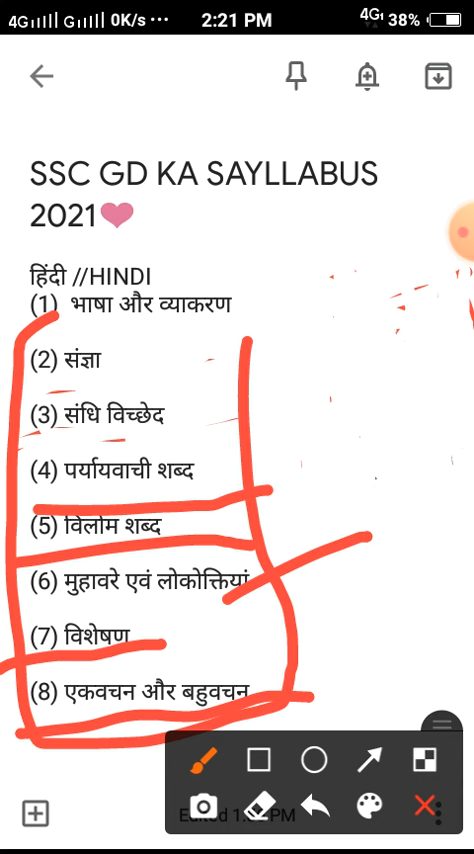 4G G 0K/s ... 2:21 PM 4G 38%
SSC GD KA SAYLLABUS
2021❤
हिंदी //HINDI
(1) भाषा और व्याकरण
(2) संज्ञा
(3) संधि विच्छेद
(4) पर्यायवाची शब्द
(5) विलोम शब्द
(6) मुहावरे एवं लोकोक्तियां
(7) विशेषण
(8) एकवचन और बहुवचन
Edited PM